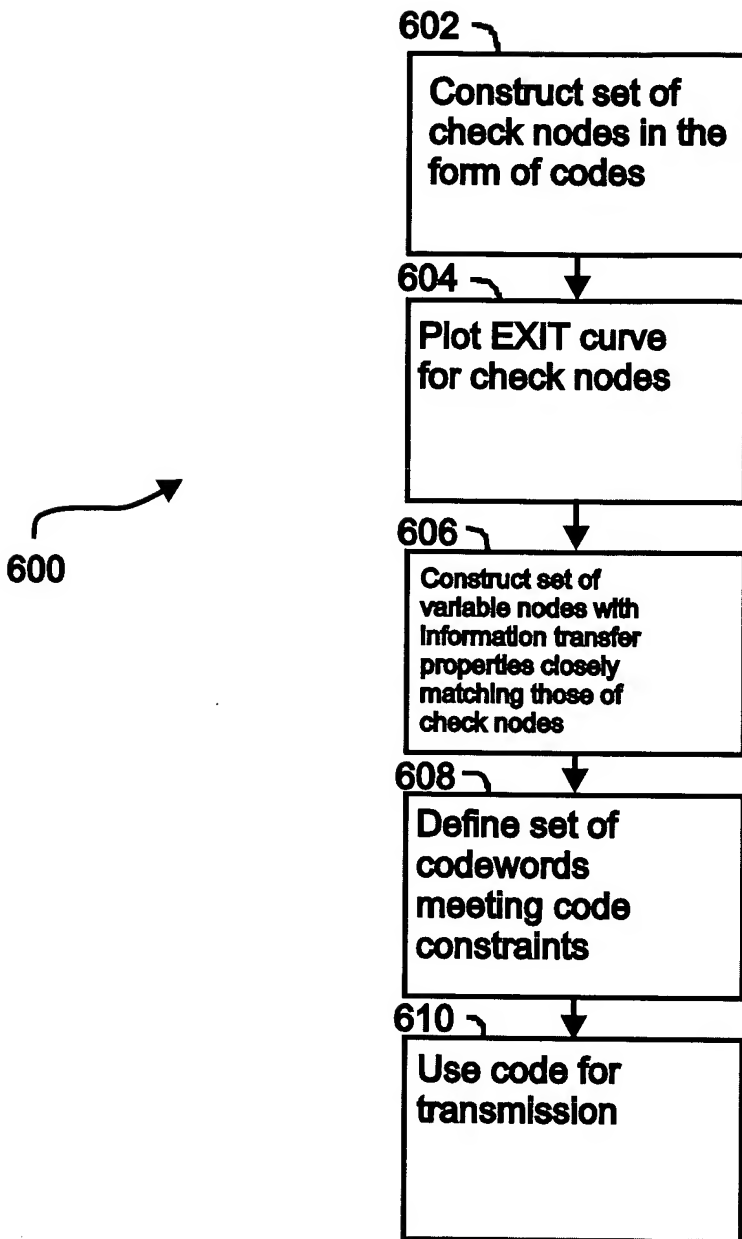 602
Construct set of
check nodes in the
form of codes
604
Plot EXIT curve
for check nodes
600
606
Construct set of
variable nodes with
information transfer
properties closely
matching those of
check nodes
608
Define set of
codewords
meeting code
constraints
610
Use code for
transmission